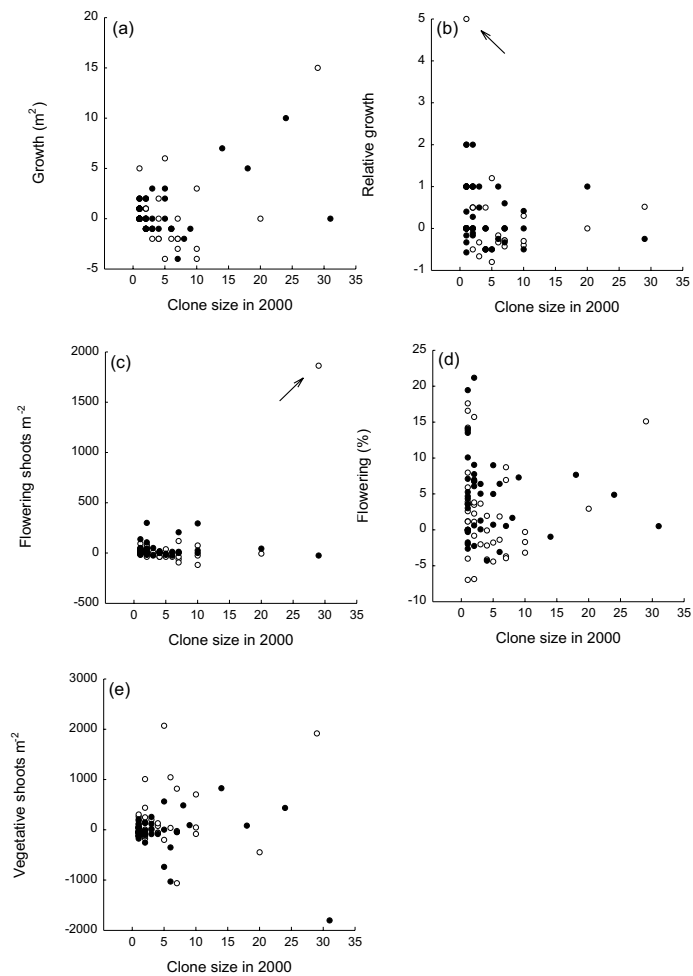 (a)
20
15
10
5
0
-5
Growth (m²)
0 5 10 15 20 25 30 35
Clone size in 2000
(b)
5
4
3
2
1
0
-1
Relative growth
0 5 10 15 20 25 30 35
Clone size in 2000
(c)
2000
1500
1000
500
0
-500
Flowering shoots m⁻²
0 5 10 15 20 25 30 35
Clone size in 2000
(d)
25
20
15
10
5
0
-5
-10
Flowering (%)
0 5 10 15 20 25 30 35
Clone size in 2000
(e)
3000
2000
1000
0
-1000
-2000
Vegetative shoots m⁻²
0 5 10 15 20 25 30 35
Clone size in 2000